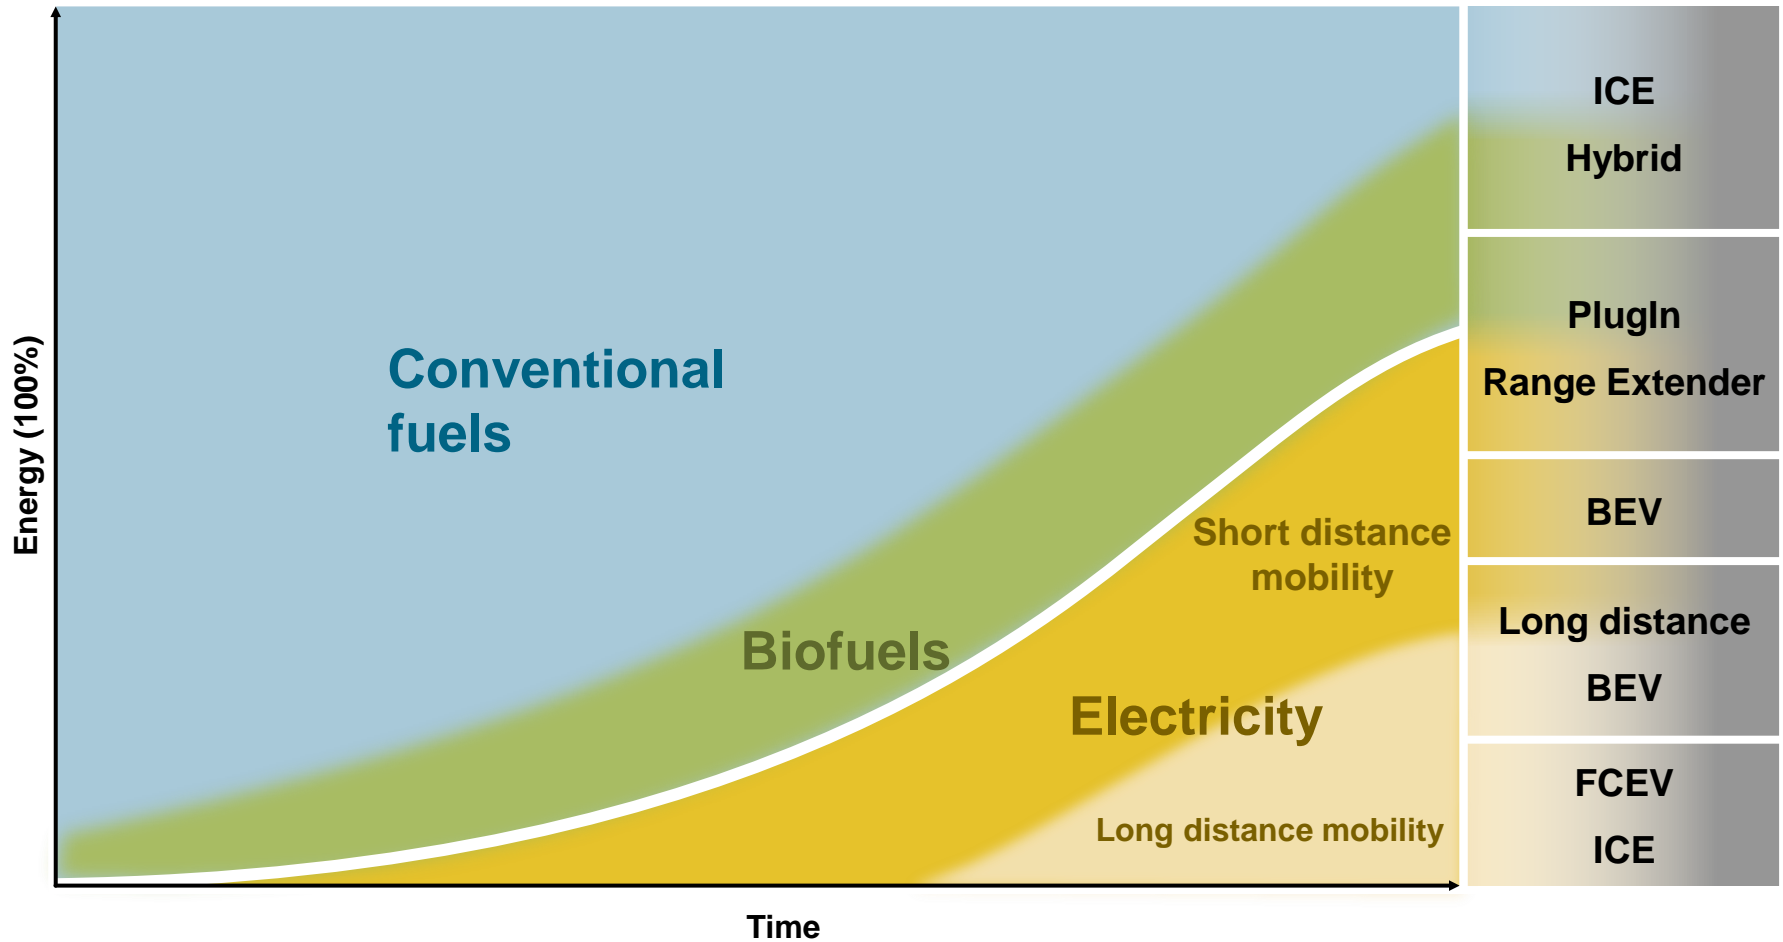 Energy (100%)
Conventional
fuels
Biofuels
Short distance
mobility
Electricity
Long distance mobility
Time
ICE
Hybrid
PlugIn
Range Extender
BEV
Long distance
BEV
FCEV
ICE